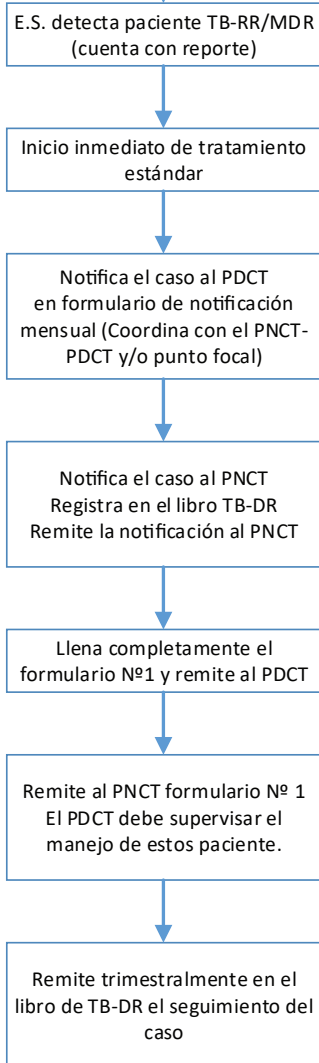 E.S. detecta paciente TB-RR/MDR
(cuenta con reporte)
Inicio inmediato de tratamiento
estándar
Notifica el caso al PDCT
en formulario de notificación
mensual (Coordina con el PNCT-
PDCT y/o punto focal)
Notifica el caso al PNCT
Registra en el libro TB-DR
Remite la notificación al PNCT
Llena completamente el
formulario Nº1 y remite al PDCT
Remite al PNCT formulario Nº 1
El PDCT debe supervisar el
manejo de estos paciente.
Remite trimestralmente en el
libro de TB-DR el seguimiento del
caso